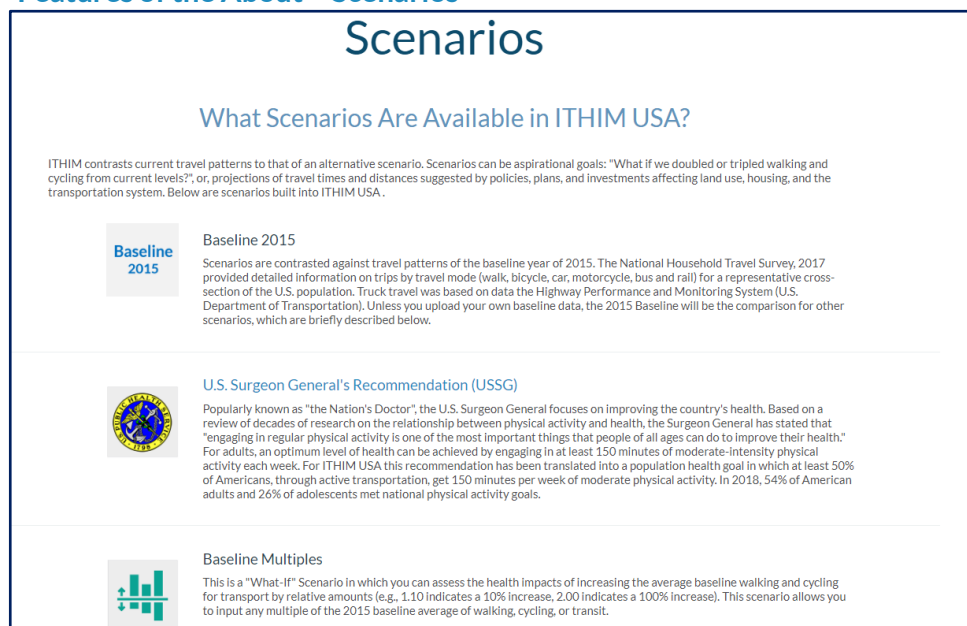 Features of the About – Scenarios
Scenarios
What Scenarios Are Available in ITHIM USA?
ITHIM contrasts current travel patterns to that of an alternative scenario. Scenarios can be aspirational goals: "What if we doubled or tripled walking and
cycling from current levels?", or, projections of travel times and distances suggested by policies, plans, and investments affecting land use, housing, and the
transportation system. Below are scenarios built into ITHIM USA .
Baseline
2015
Baseline 2015
Scenarios are contrasted against travel patterns of the baseline year of 2015. The National Household Travel Survey, 2017
provided detailed information on trips by travel mode (walk, bicycle, car, motorcycle, bus and rail) for a representative cross-
section of the U.S. population. Truck travel was based on data the Highway Performance and Monitoring System (U.S.
Department of Transportation). Unless you upload your own baseline data, the 2015 Baseline will be the comparison for other
scenarios, which are briefly described below.
U.S. PUBLIC HEALTH SERVICE
1798
U.S. Surgeon General's Recommendation (USSG)
Popularly known as "the Nation's Doctor", the U.S. Surgeon General focuses on improving the country's health. Based on a
review of decades of research on the relationship between physical activity and health, the Surgeon General has stated that
"engaging in regular physical activity is one of the most important things that people of all ages can do to improve their health."
For adults, an optimum level of health can be achieved by engaging in at least 150 minutes of moderate-intensity physical
activity each week. For ITHIM USA this recommendation has been translated into a population health goal in which at least 50%
of Americans, through active transportation, get 150 minutes per week of moderate physical activity. In 2018, 54% of American
adults and 26% of adolescents met national physical activity goals.
Baseline Multiples
This is a "What-If" Scenario in which you can assess the health impacts of increasing the average baseline walking and cycling
for transport by relative amounts (e.g., 1.10 indicates a 10% increase, 2.00 indicates a 100% increase). This scenario allows you
to input any multiple of the 2015 baseline average of walking, cycling, or transit.